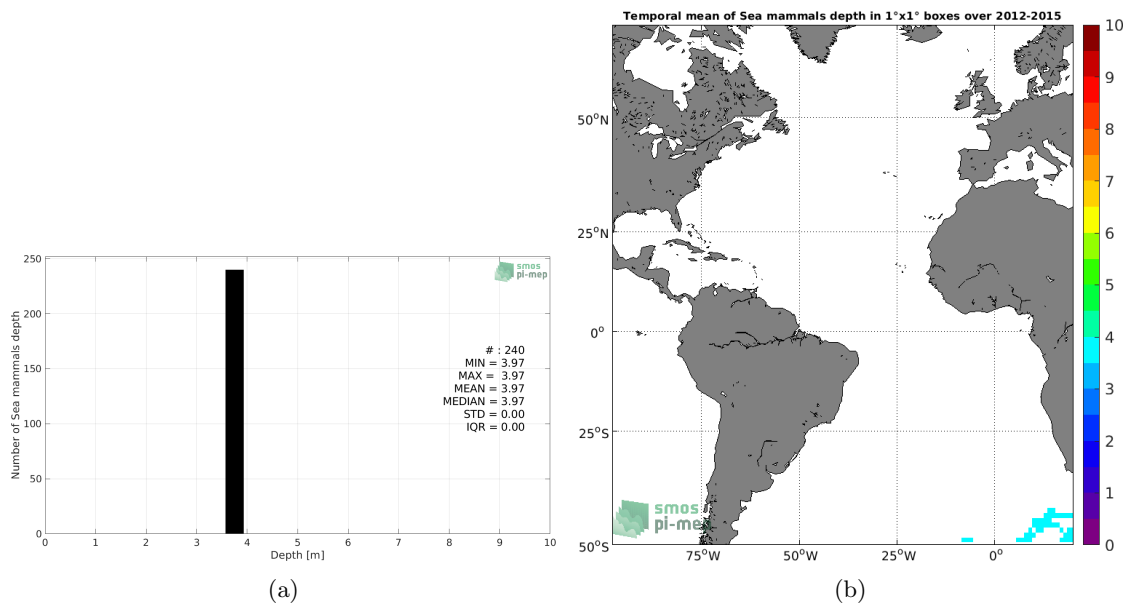 Temporal mean of Sea mammals depth in 1°x1° boxes over 2012-2015
250
200
150
100
50
0
Number of Sea mammals depth
smos
pi-mep
# : 240
MIN = 3.97
MAX = 3.97
MEAN = 3.97
MEDIAN = 3.97
STD = 0.00
IQR = 0.00
0 1 2 3 4 5 6 7 8 9 10
Depth [m]
(a)
50°N
25°N
0°
25°S
50°S
75°W 50°W 25°W 0°
smos
pi-mep
10
9
8
7
6
5
4
3
2
1
0
(b)